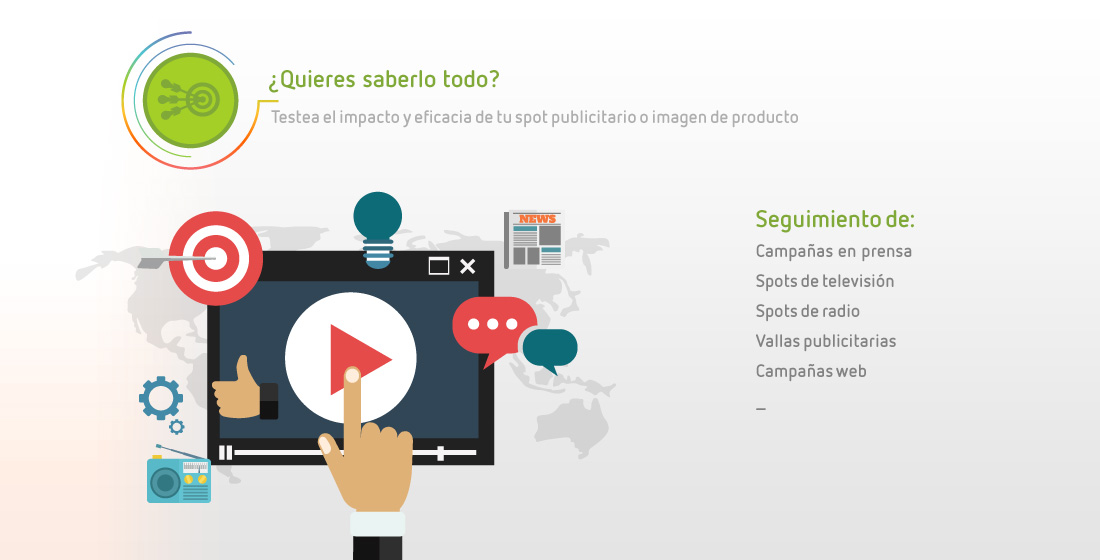 ¿Quieres saberlo todo?
Testea el impacto y eficacia de tu spot publicitario o imagen de producto
NEWS
Seguimiento de:
Campañas en prensa
Spots de televisión
Spots de radio
Vallas publicitarias
Campañas web
_